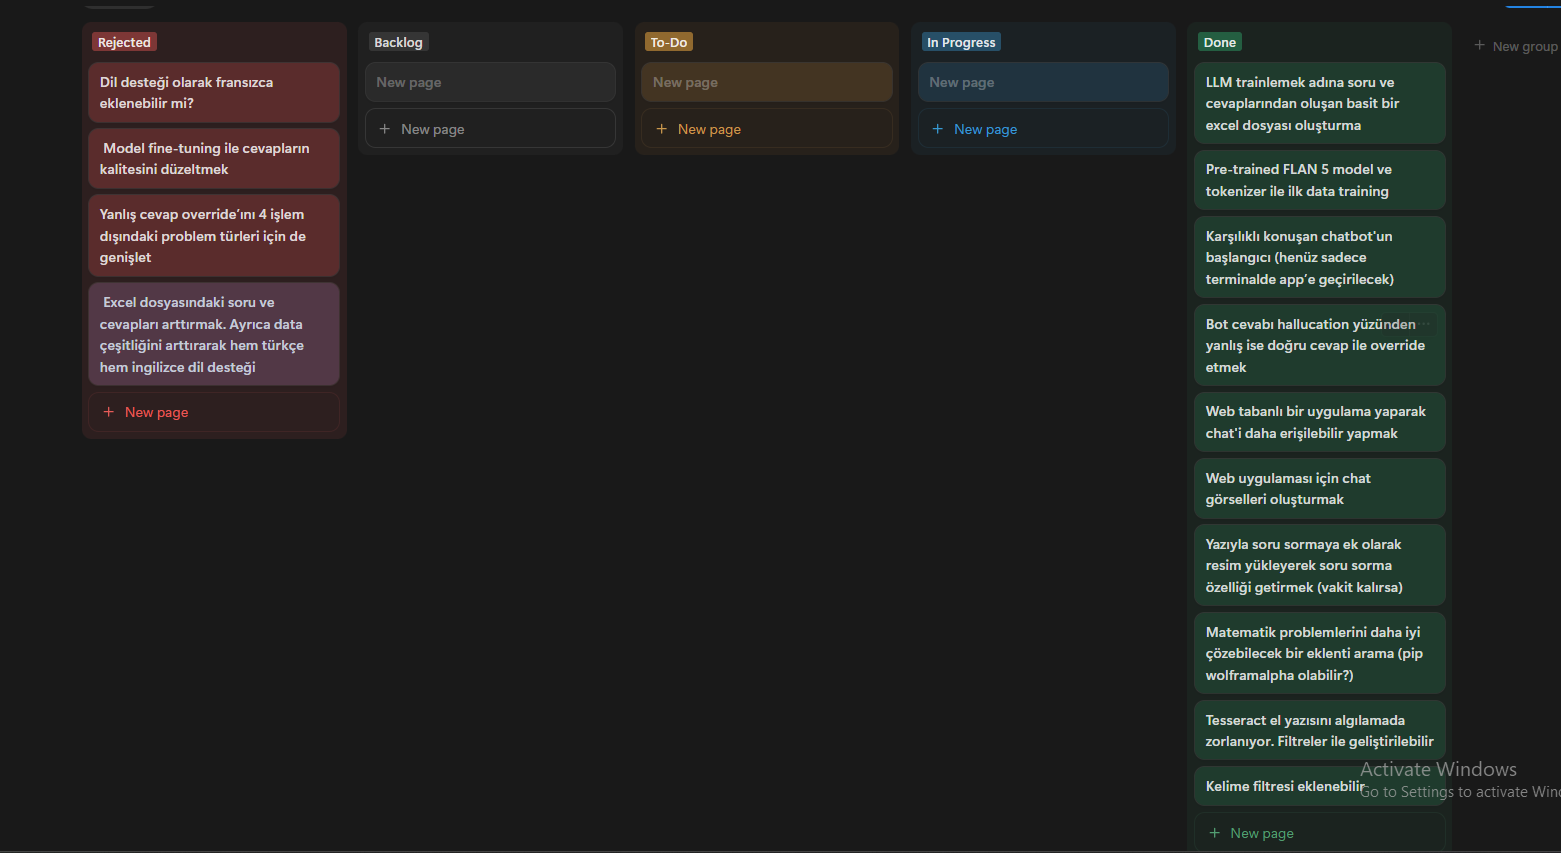 Rejected
Dil desteği olarak fransızca
eklenebilir mi?
Model fine-tuning ile cevapların
kalitesini düzeltmek
Yanlış cevap override’ını 4 işlem
dışındaki problem türleri için de
genişlet
Excel dosyasındaki soru ve
cevapları arttırmak. Ayrıca data
çeşitliğini arttırarak hem türkçe
hem ingilizce dil desteği
+ New page
Backlog
New page
+ New page
To-Do
New page
+ New page
In Progress
New page
+ New page
Done
LLM trainlemek adına soru ve
cevaplarından oluşan basit bir
excel dosyası oluşturma
Pre-trained FLAN 5 model ve
tokenizer ile ilk data training
Karşılıklı konuşan chatbot'un
başlangıcı (henüz sadece
terminalde app’e geçirilecek)
Bot cevabı hallucation yüzünden
yanlış ise doğru cevap ile override
etmek
Web tabanlı bir uygulama yaparak
chat'i daha erişilebilir yapmak
Web uygulaması için chat
görselleri oluşturmak
Yazıyla soru sormaya ek olarak
resim yükleyerek soru sorma
özelliği getirmek (vakit kalırsa)
Matematik problemlerini daha iyi
çözebilecek bir eklenti arama (pip
wolframalpha olabilir?)
Tesseract el yazısını algılamada
zorlanıyor. Filtreler ile geliştirilebilir
Kelime filtresi eklenebilir
+ New page
+ New group
Activate Windows
Go to Settings to activate Win